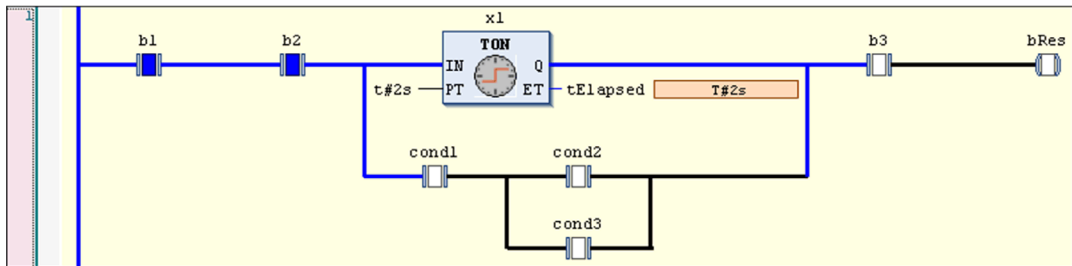 1
x1
b1 b2 TON b3 bRes
IN Q
t#2s PT ET tElapsed T#2s
cond1 cond2
cond3